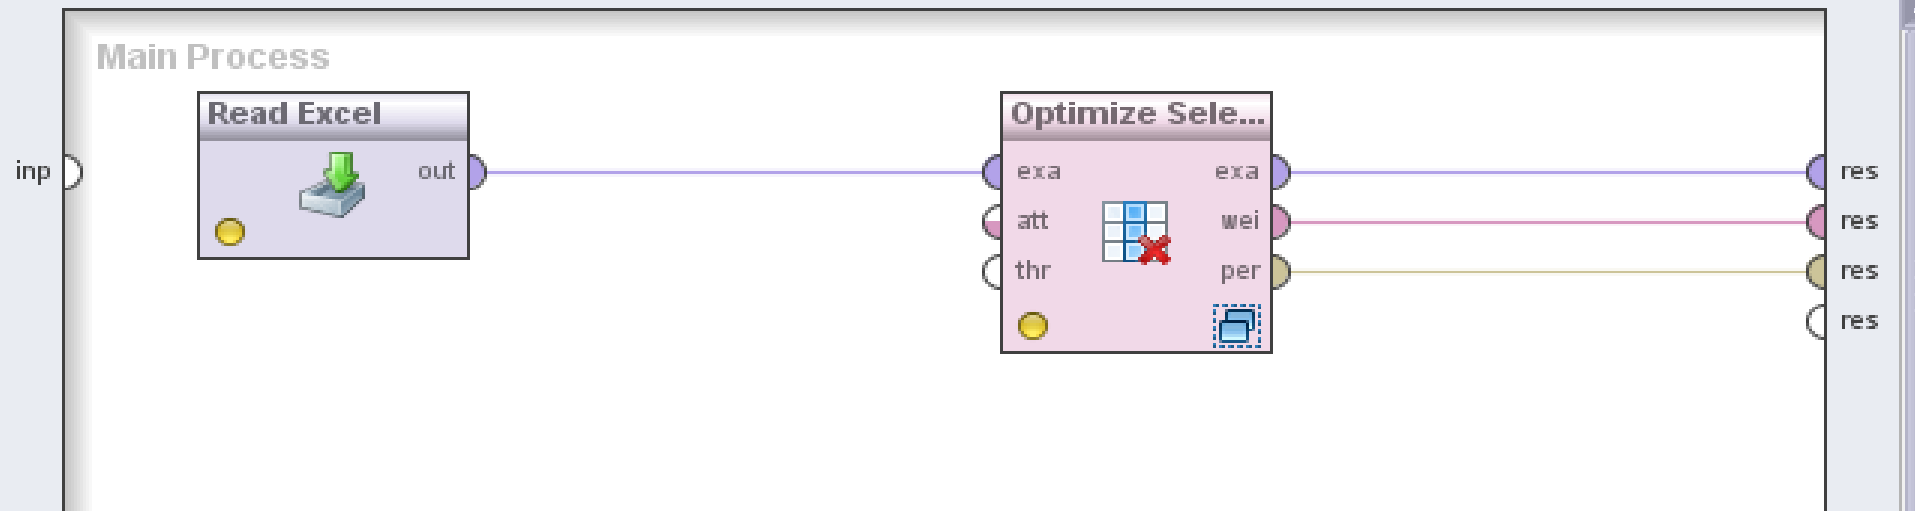 Main Process
Read Excel
Optimize Sele...
inp
out
exa
exa
res
att
wei
res
thr
per
res
res